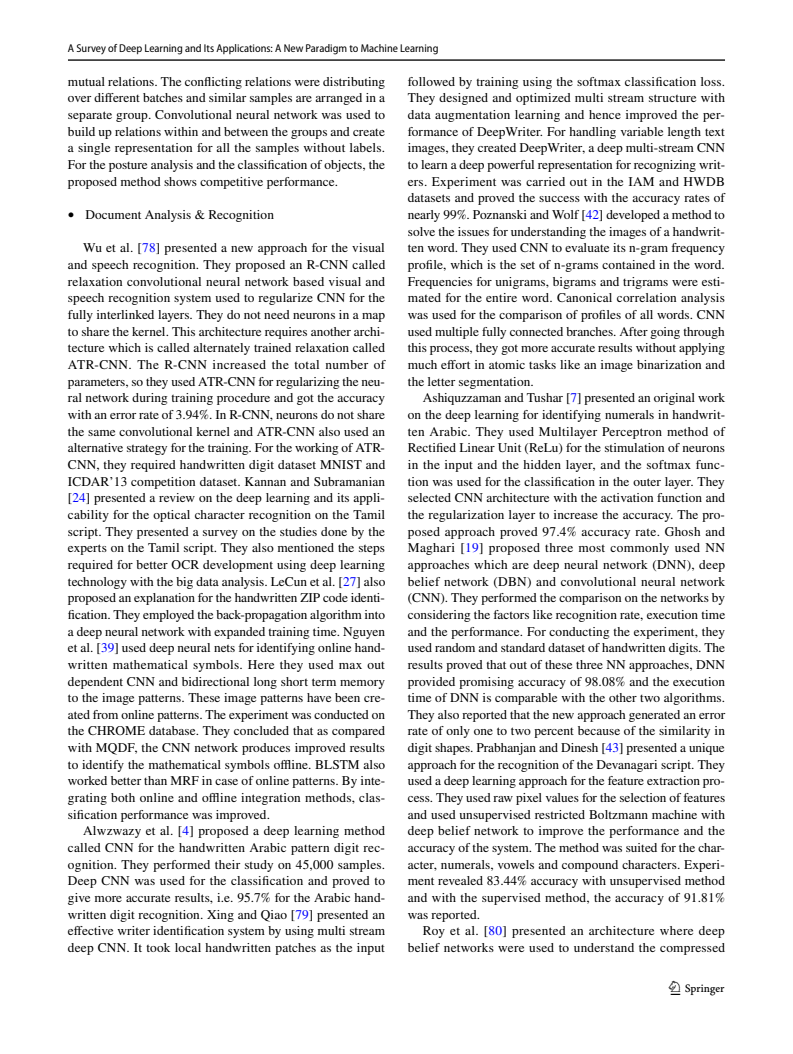 A Survey of Deep Learning and Its Applications: A New Paradigm to Machine Learning
mutual relations. The conflicting relations were distributing
over different batches and similar samples are arranged in a
separate group. Convolutional neural network was used to
build up relations within and between the groups and create
a single representation for all the samples without labels.
For the posture analysis and the classification of objects, the
proposed method shows competitive performance.
• Document Analysis & Recognition
Wu et al. [78] presented a new approach for the visual
and speech recognition. They proposed an R-CNN called
relaxation convolutional neural network based visual and
speech recognition system used to regularize CNN for the
fully interlinked layers. They do not need neurons in a map
to share the kernel. This architecture requires another archi-
tecture which is called alternately trained relaxation called
ATR-CNN. The R-CNN increased the total number of
parameters, so they used ATR-CNN for regularizing the neu-
ral network during training procedure and got the accuracy
with an error rate of 3.94%. In R-CNN, neurons do not share
the same convolutional kernel and ATR-CNN also used an
alternative strategy for the training. For the working of ATR-
CNN, they required handwritten digit dataset MNIST and
ICDAR'13 competition dataset. Kannan and Subramanian
[24] presented a review on the deep learning and its appli-
cability for the optical character recognition on the Tamil
script. They presented a survey on the studies done by the
experts on the Tamil script. They also mentioned the steps
required for better OCR development using deep learning
technology with the big data analysis. LeCun et al. [27] also
proposed an explanation for the handwritten ZIP code identi-
fication. They employed the back-propagation algorithm into
a deep neural network with expanded training time. Nguyen
et al. [39] used deep neural nets for identifying online hand-
written mathematical symbols. Here they used max out
dependent CNN and bidirectional long short term memory
to the image patterns. These image patterns have been cre-
ated from online patterns. The experiment was conducted on
the CHROME database. They concluded that as compared
with MQDF, the CNN network produces improved results
to identify the mathematical symbols offline. BLSTM also
worked better than MRF in case of online patterns. By inte-
grating both online and offline integration methods, clas-
sification performance was improved.
Alwzwazy et al. [4] proposed a deep learning method
called CNN for the handwritten Arabic pattern digit rec-
ognition. They performed their study on 45,000 samples.
Deep CNN was used for the classification and proved to
give more accurate results, i.e. 95.7% for the Arabic hand-
written digit recognition. Xing and Qiao [79] presented an
effective writer identification system by using multi stream
deep CNN. It took local handwritten patches as the input
followed by training using the softmax classification loss.
They designed and optimized multi stream structure with
data augmentation learning and hence improved the per-
formance of DeepWriter. For handling variable length text
images, they created DeepWriter, a deep multi-stream CNN
to learn a deep powerful representation for recognizing writ-
ers. Experiment was carried out in the IAM and HWDB
datasets and proved the success with the accuracy rates of
nearly 99%. Poznanski and Wolf [42] developed a method to
solve the issues for understanding the images of a handwrit-
ten word. They used CNN to evaluate its n-gram frequency
profile, which is the set of n-grams contained in the word.
Frequencies for unigrams, bigrams and trigrams were esti-
mated for the entire word. Canonical correlation analysis
was used for the comparison of profiles of all words. CNN
used multiple fully connected branches. After going through
this process, they got more accurate results without applying
much effort in atomic tasks like an image binarization and
the letter segmentation.
Ashiquzzaman and Tushar [7] presented an original work
on the deep learning for identifying numerals in handwrit-
ten Arabic. They used Multilayer Perceptron method of
Rectified Linear Unit (ReLu) for the stimulation of neurons
in the input and the hidden layer, and the softmax func-
tion was used for the classification in the outer layer. They
selected CNN architecture with the activation function and
the regularization layer to increase the accuracy. The pro-
posed approach proved 97.4% accuracy rate. Ghosh and
Maghari [19] proposed three most commonly used NN
approaches which are deep neural network (DNN), deep
belief network (DBN) and convolutional neural network
(CNN). They performed the comparison on the networks by
considering the factors like recognition rate, execution time
and the performance. For conducting the experiment, they
used random and standard dataset of handwritten digits. The
results proved that out of these three NN approaches, DNN
provided promising accuracy of 98.08% and the execution
time of DNN is comparable with the other two algorithms.
They also reported that the new approach generated an error
rate of only one to two percent because of the similarity in
digit shapes. Prabhanjan and Dinesh [43] presented a unique
approach for the recognition of the Devanagari script. They
used a deep learning approach for the feature extraction pro-
cess. They used raw pixel values for the selection of features
and used unsupervised restricted Boltzmann machine with
deep belief network to improve the performance and the
accuracy of the system. The method was suited for the char-
acter, numerals, vowels and compound characters. Experi-
ment revealed 83.44% accuracy with unsupervised method
and with the supervised method, the accuracy of 91.81%
was reported.
Roy et al. [80] presented an architecture where deep
belief networks were used to understand the compressed
Springer